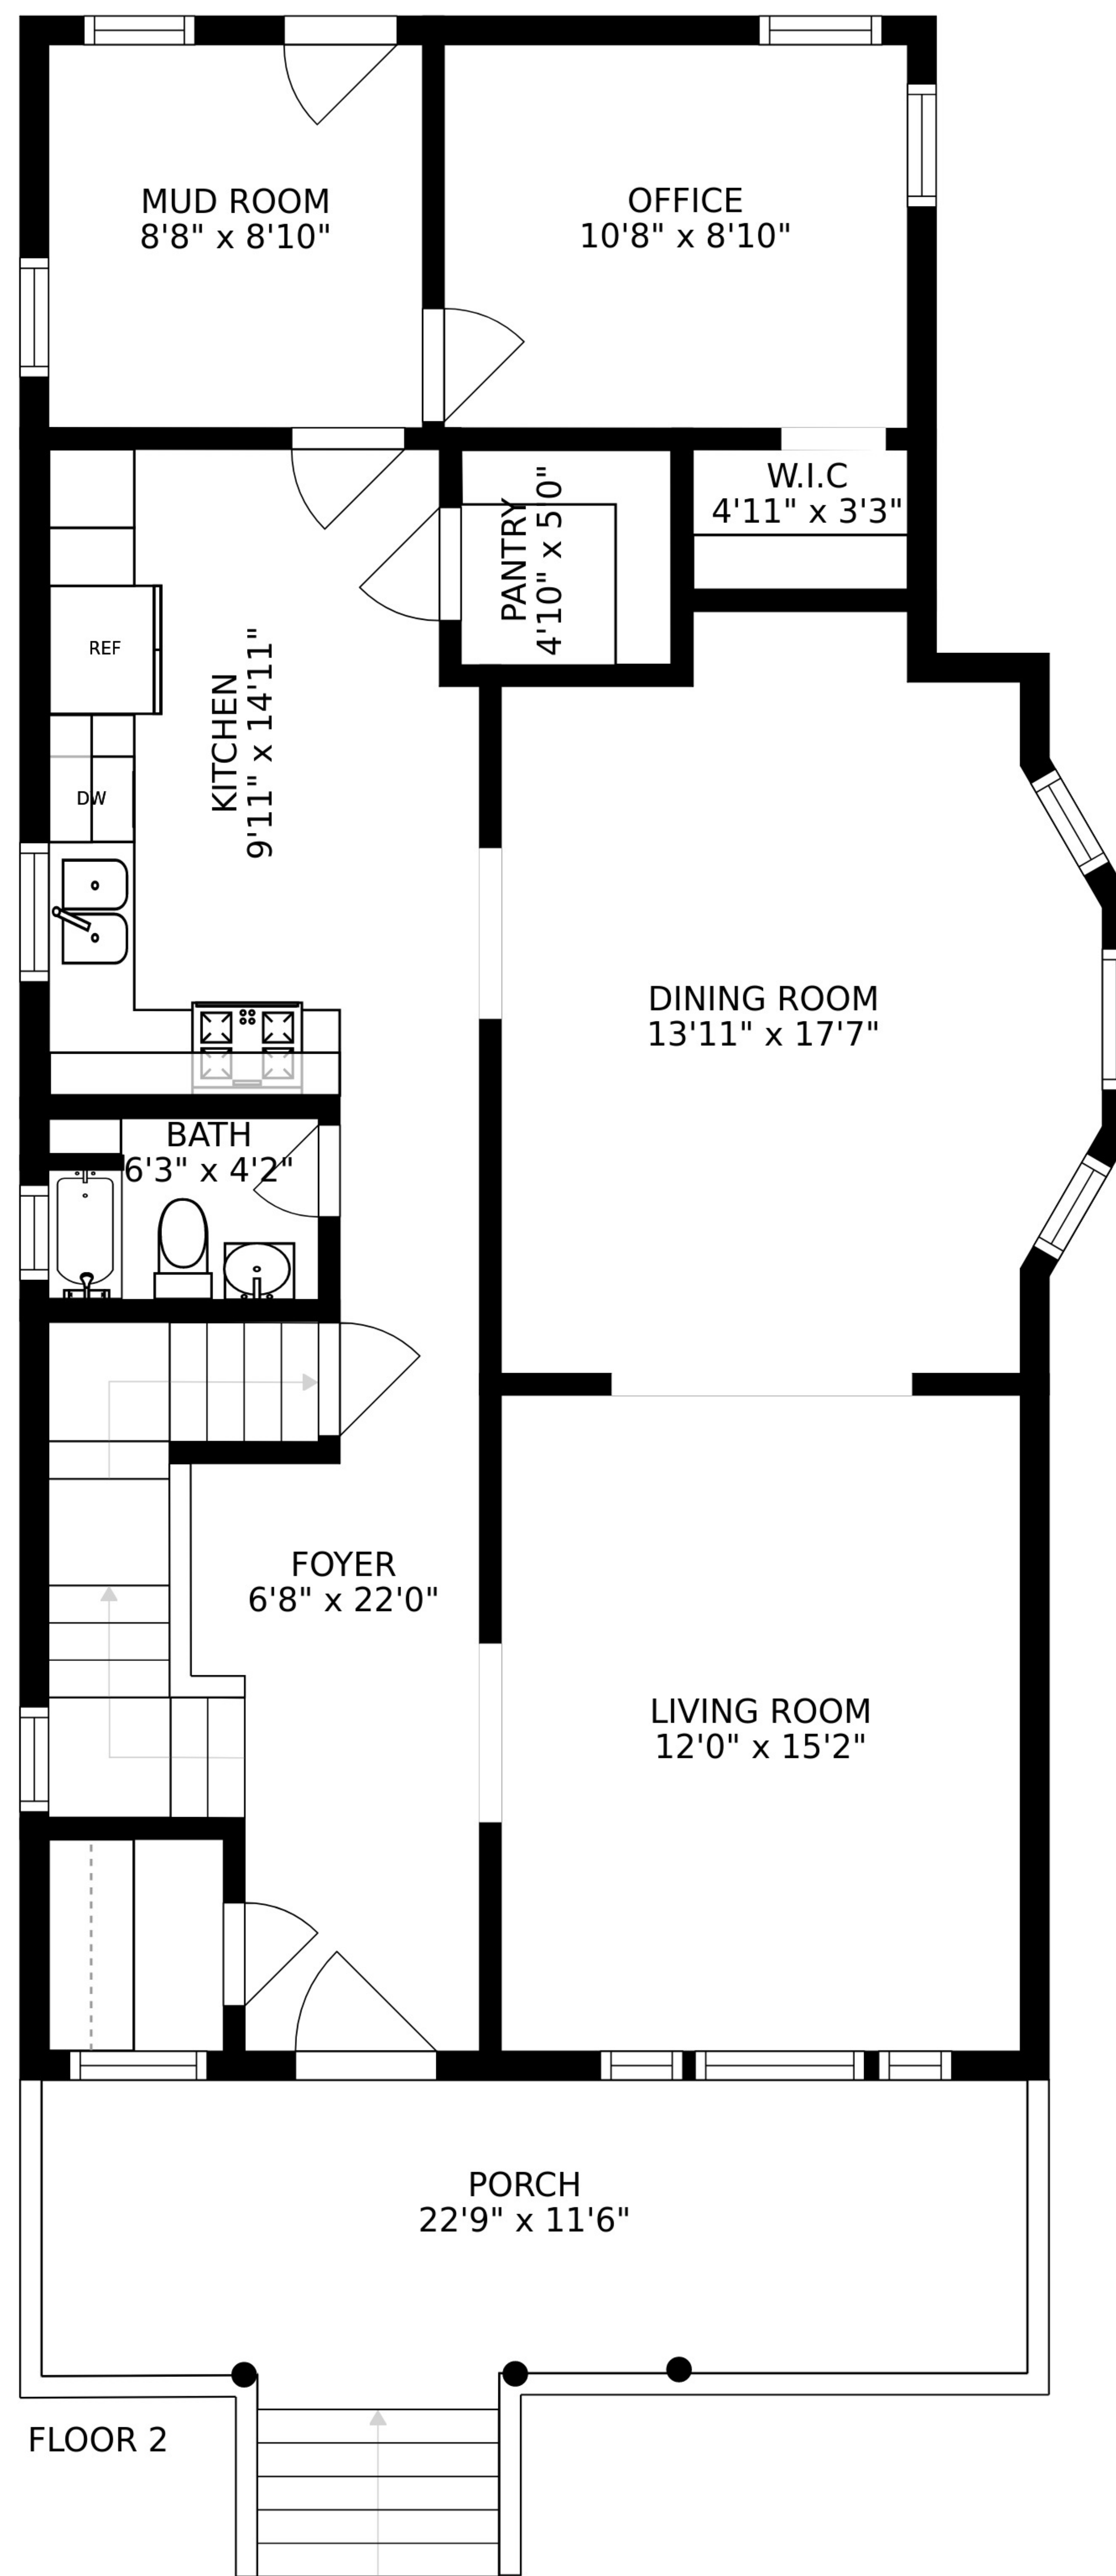 MUD ROOM
8'8" x 8'10"
OFFICE
10'8" x 8'10"
W.I.C
4'11" x 3'3"
PANTRY
4'10" x 5'0"
REF
KITCHEN
9'11" x 14'11"
DW
DINING ROOM
13'11" x 17'7"
BATH
6'3" x 4'2"
FOYER
6'8" x 22'0"
LIVING ROOM
12'0" x 15'2"
PORCH
22'9" x 11'6"
FLOOR 2